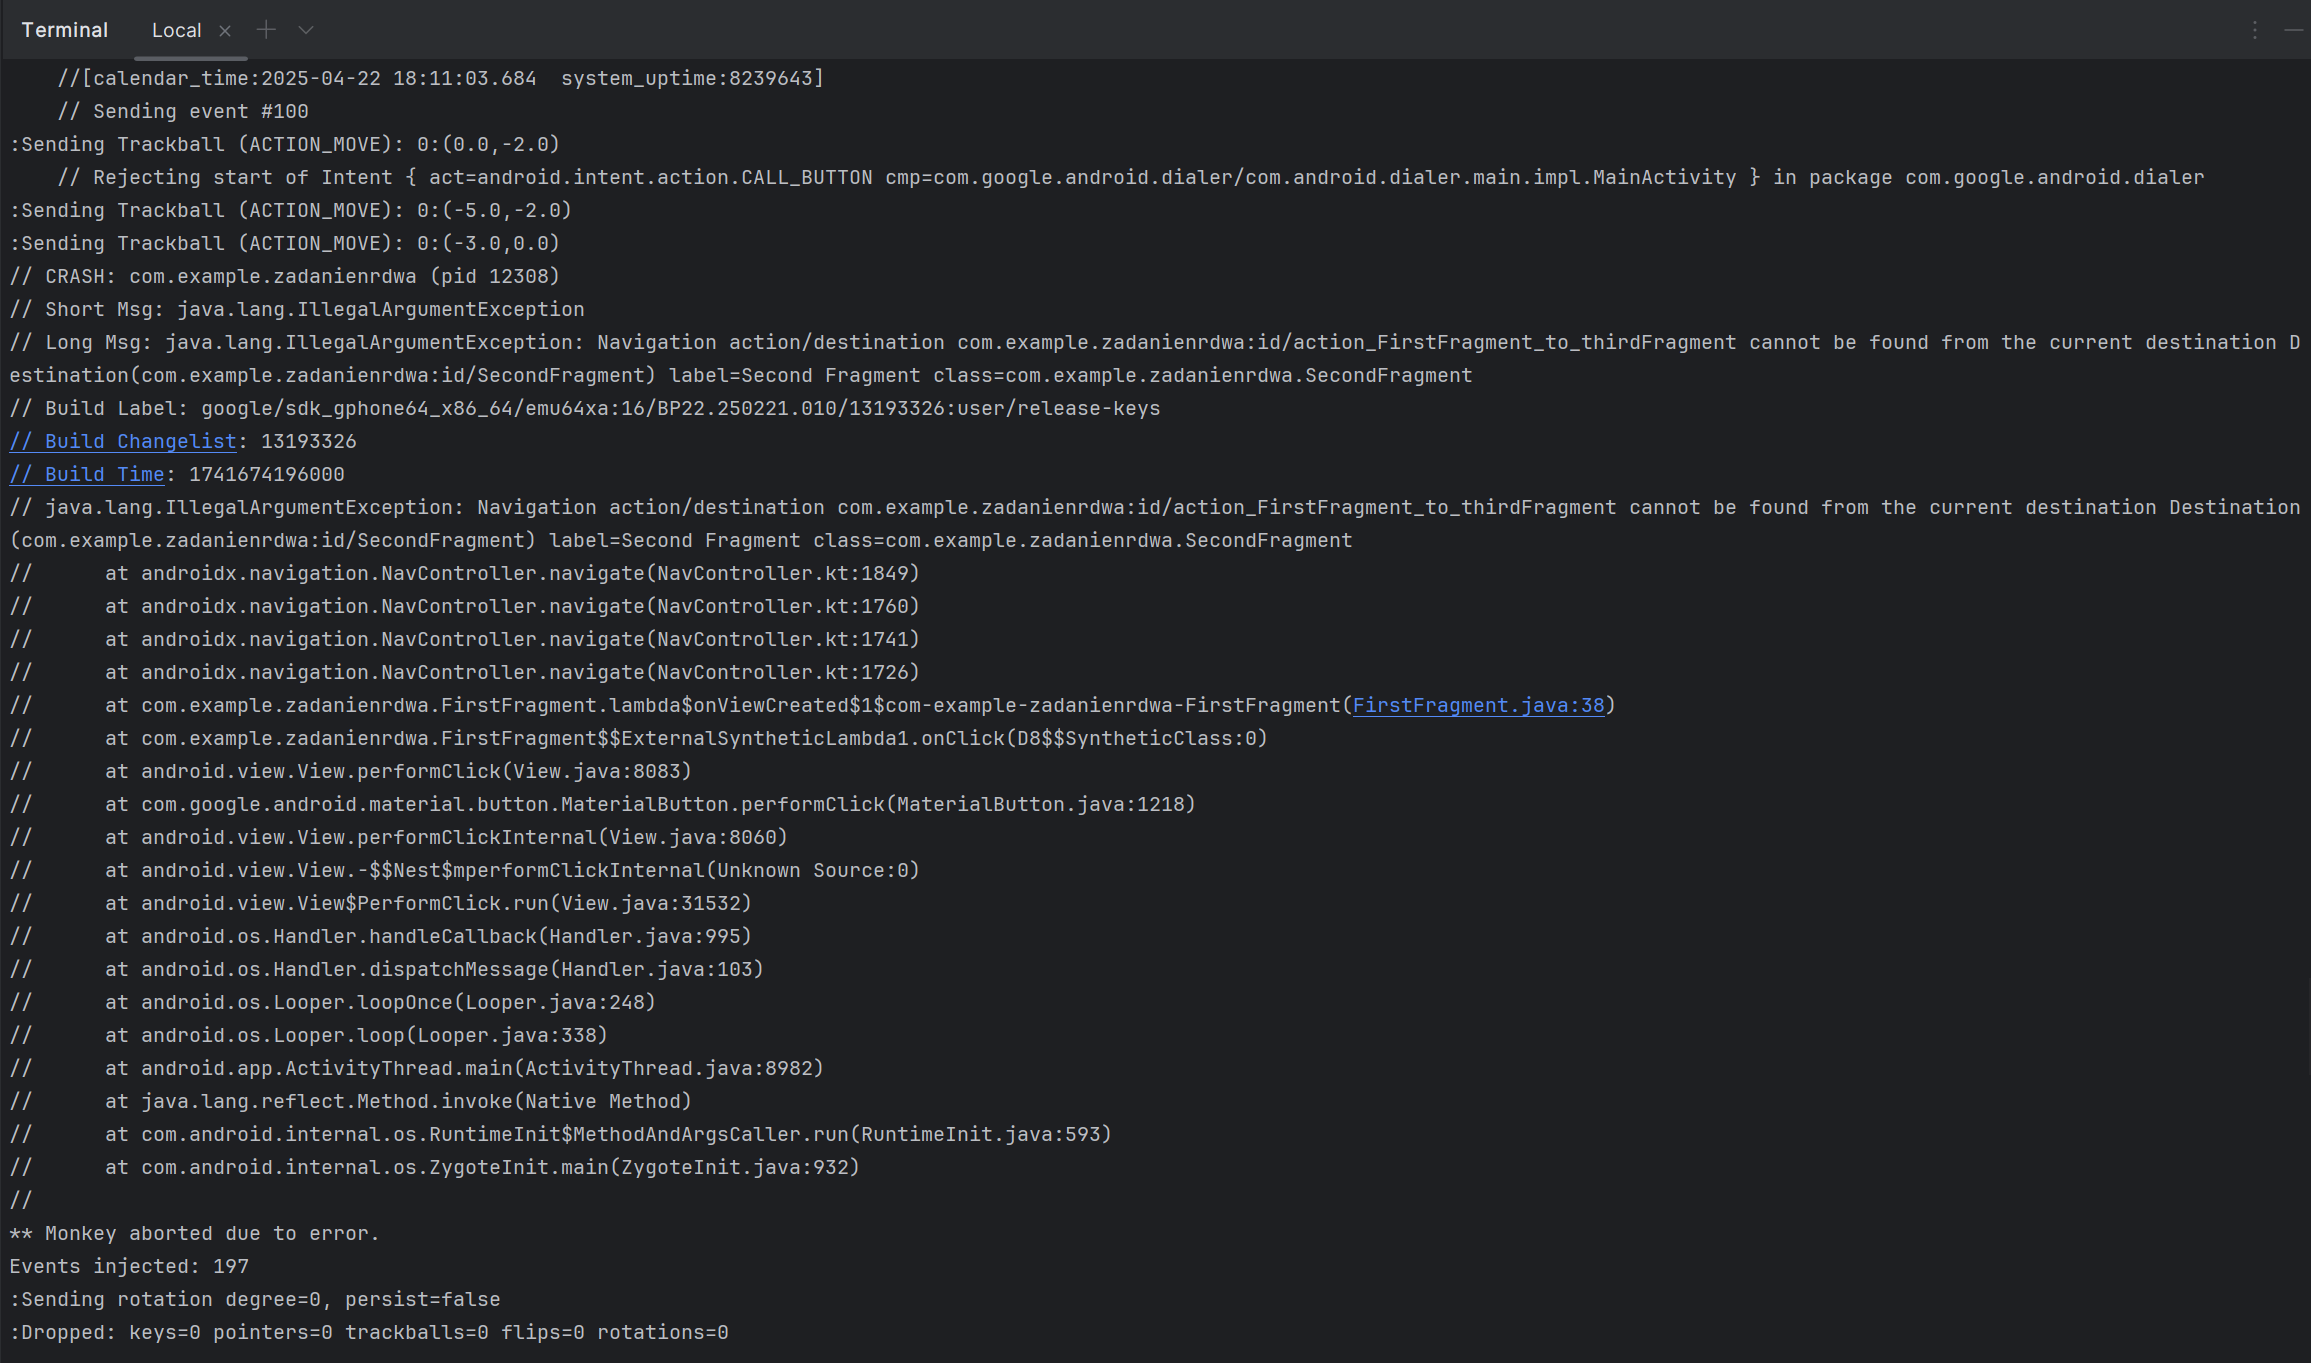 Terminal Local
//[calendar_time:2025-04-22 18:11:03.684  system_uptime:8239643]
// Sending event #100
:Sending Trackball (ACTION_MOVE): 0:(0.0,-2.0)
// Rejecting start of Intent { act=android.intent.action.CALL_BUTTON cmp=com.google.android.dialer/com.android.dialer.main.impl.MainActivity } in package com.google.android.dialer
:Sending Trackball (ACTION_MOVE): 0:(-5.0,-2.0)
:Sending Trackball (ACTION_MOVE): 0:(-3.0,0.0)
// CRASH: com.example.zadanienrdwa (pid 12308)
// Short Msg: java.lang.IllegalArgumentException
// Long Msg: java.lang.IllegalArgumentException: Navigation action/destination com.example.zadanienrdwa:id/action_FirstFragment_to_thirdFragment cannot be found from the current destination D
estination(com.example.zadanienrdwa:id/SecondFragment) label=Second Fragment class=com.example.zadanienrdwa.SecondFragment
// Build Label: google/sdk_gphone64_x86_64/emu64xa:16/BP22.250221.010/13193326:user/release-keys
// Build Changelist: 13193326
// Build Time: 1741674196000
// java.lang.IllegalArgumentException: Navigation action/destination com.example.zadanienrdwa:id/action_FirstFragment_to_thirdFragment cannot be found from the current destination Destination
(com.example.zadanienrdwa:id/SecondFragment) label=Second Fragment class=com.example.zadanienrdwa.SecondFragment
//      at androidx.navigation.NavController.navigate(NavController.kt:1849)
//      at androidx.navigation.NavController.navigate(NavController.kt:1760)
//      at androidx.navigation.NavController.navigate(NavController.kt:1741)
//      at androidx.navigation.NavController.navigate(NavController.kt:1726)
//      at com.example.zadanienrdwa.FirstFragment.lambda$onViewCreated$1$com-example-zadanienrdwa-FirstFragment(FirstFragment.java:38)
//      at com.example.zadanienrdwa.FirstFragment$$ExternalSyntheticLambda1.onClick(D8$$SyntheticClass:0)
//      at android.view.View.performClick(View.java:8083)
//      at com.google.android.material.button.MaterialButton.performClick(MaterialButton.java:1218)
//      at android.view.View.performClickInternal(View.java:8060)
//      at android.view.View.-$$Nest$mperformClickInternal(Unknown Source:0)
//      at android.view.View$PerformClick.run(View.java:31532)
//      at android.os.Handler.handleCallback(Handler.java:995)
//      at android.os.Handler.dispatchMessage(Handler.java:103)
//      at android.os.Looper.loopOnce(Looper.java:248)
//      at android.os.Looper.loop(Looper.java:338)
//      at android.app.ActivityThread.main(ActivityThread.java:8982)
//      at java.lang.reflect.Method.invoke(Native Method)
//      at com.android.internal.os.RuntimeInit$MethodAndArgsCaller.run(RuntimeInit.java:593)
//      at com.android.internal.os.ZygoteInit.main(ZygoteInit.java:932)
//
** Monkey aborted due to error.
Events injected: 197
:Sending rotation degree=0, persist=false
:Dropped: keys=0 pointers=0 trackballs=0 flips=0 rotations=0